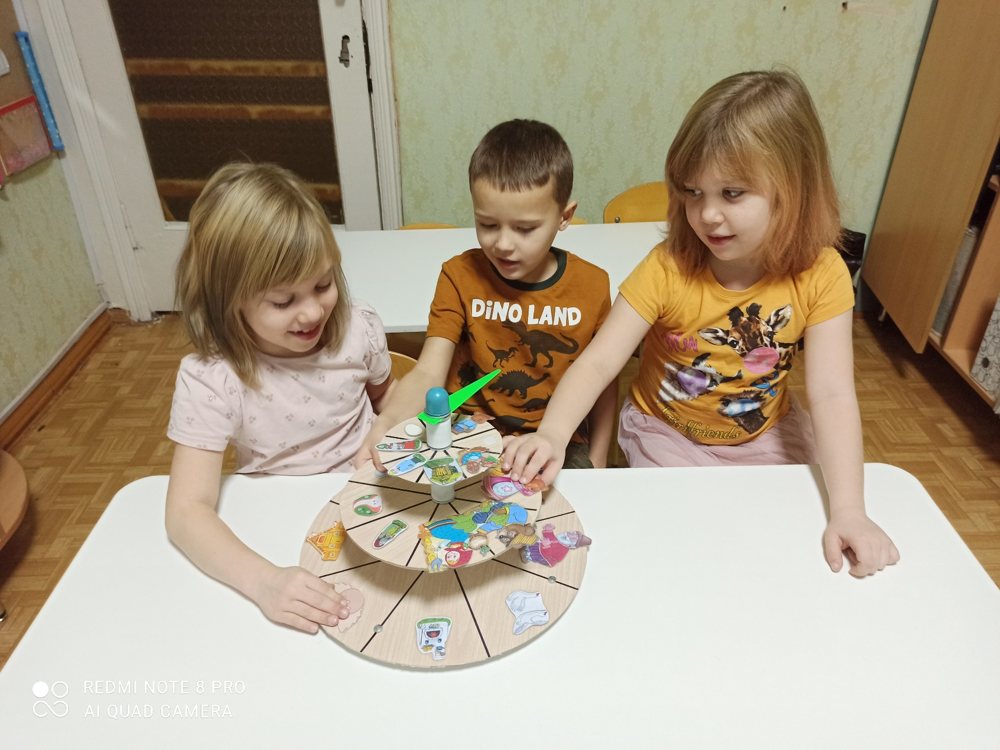 DiNO LAND
Girlfriends
REDMI NOTE 8 PRO
AI QUAD CAMERA